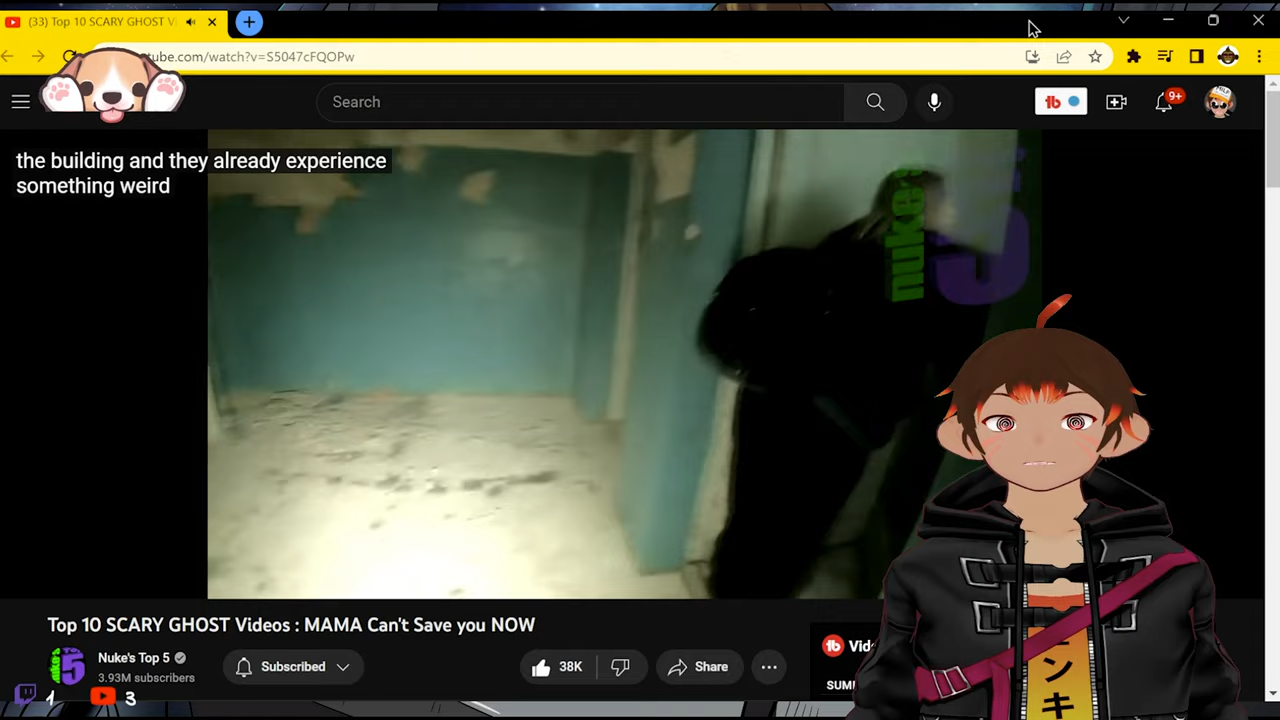 (33) Top 10 SCARY GHOST V
tube.com/watch?v=S5047cFQOPw
Search
9+
the building and they already experience
something weird
nuke's
5
Top 10 SCARY GHOST Videos : MAMA Can't Save you NOW
Nuke's Top 5
3.93M subscribers
Subscribed
38K
Share
Vid
SUM
1
3
ンキ